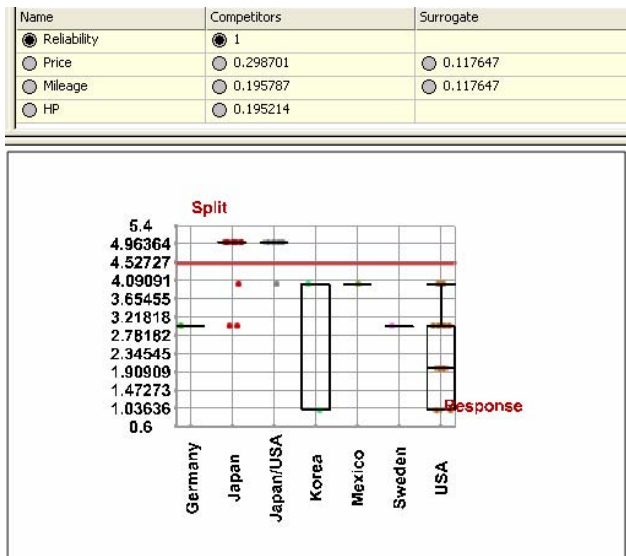 Name Competitors Surrogate
Reliability 1
Price 0.298701 0.117647
Mileage 0.195787 0.117647
HP 0.195214
Split
5.4
4.96364
4.52727
4.09091
3.65455
3.21818
2.78182
2.34545
1.90909
1.47273
1.03636
0.6
Response
Germany
Japan
Japan/USA
Korea
Mexico
Sweden
USA